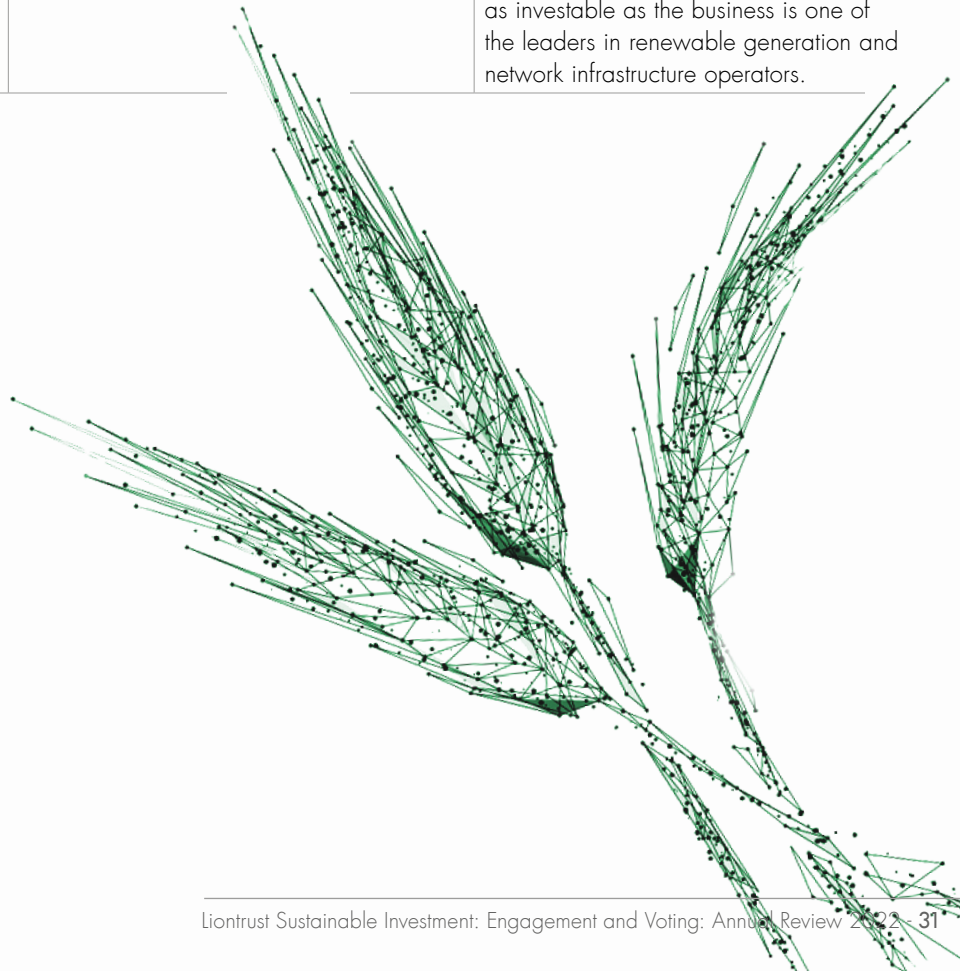 as investable as the business is one of
the leaders in renewable generation and
network infrastructure operators.
Liontrust Sustainable Investment: Engagement and Voting: Annual Review 2022 - 31